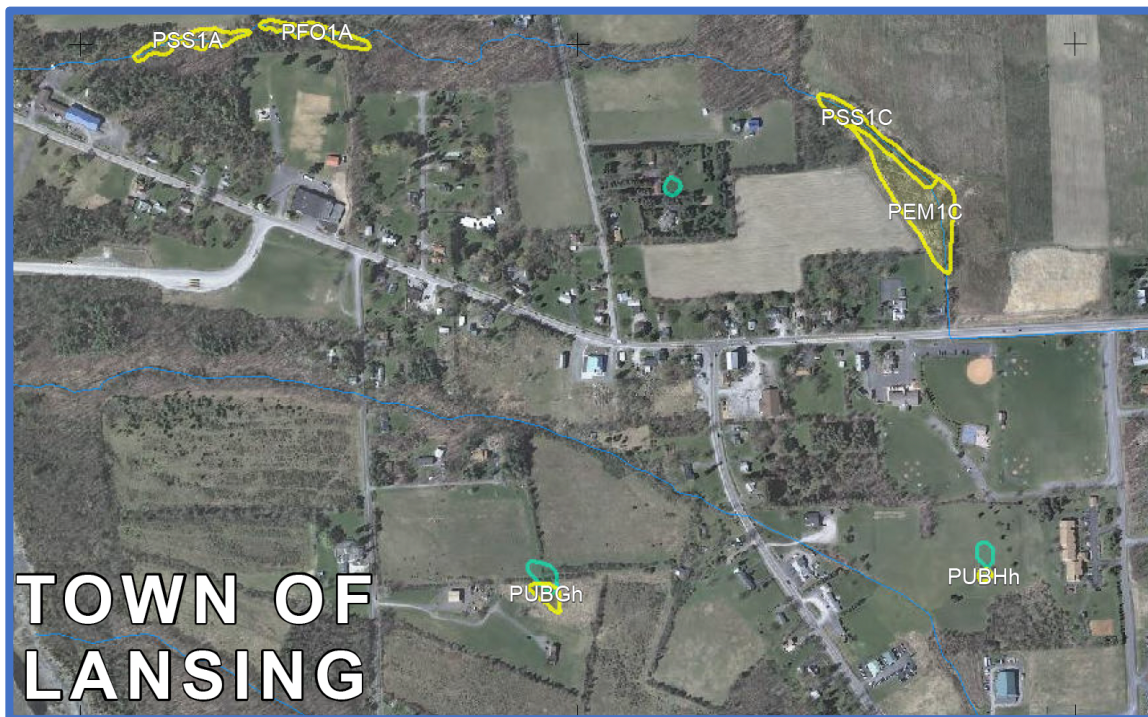 PSS1A
PFO1A
PSS1C
PEM1C
PUBGh
PUBHh
TOWN OF
LANSING